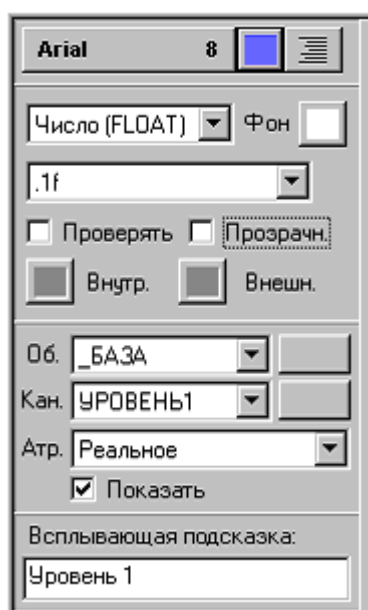 Arial 8
Число (FLOAT) Фон
.1f
Проверять Прозрачн.
Внутр. Внешн.
Об. _БАЗА
Кан. УРОВЕНЬ1
Атр. Реальное
Показать
Всплывающая подсказка:
Уровень 1